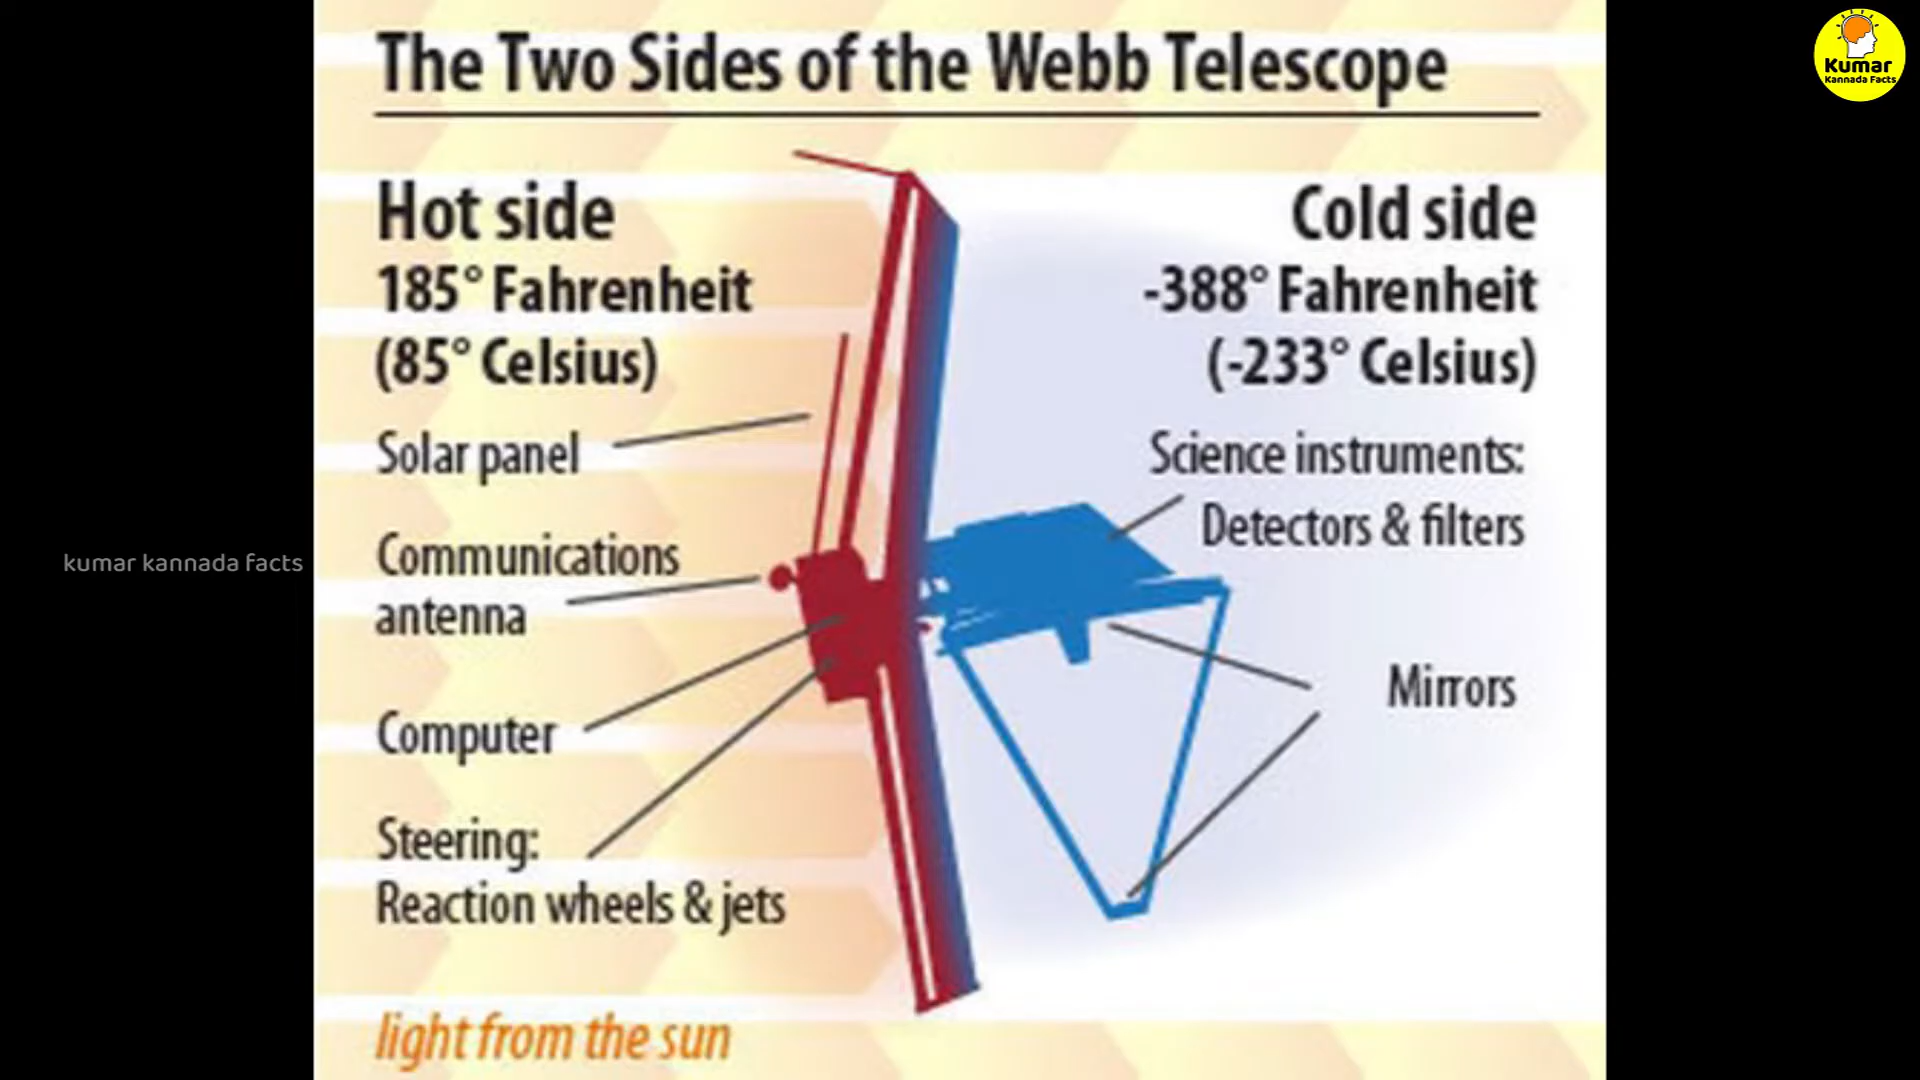 The Two Sides of the Webb Telescope
Hot side
185° Fahrenheit
(85° Celsius)
Solar panel
Communications
antenna
Computer
Steering:
Reaction wheels & jets
light from the sun
Cold side
-388° Fahrenheit
(-233° Celsius)
Science instruments:
Detectors & filters
Mirrors
kumar kannada facts
Kumar
Kannada Facts